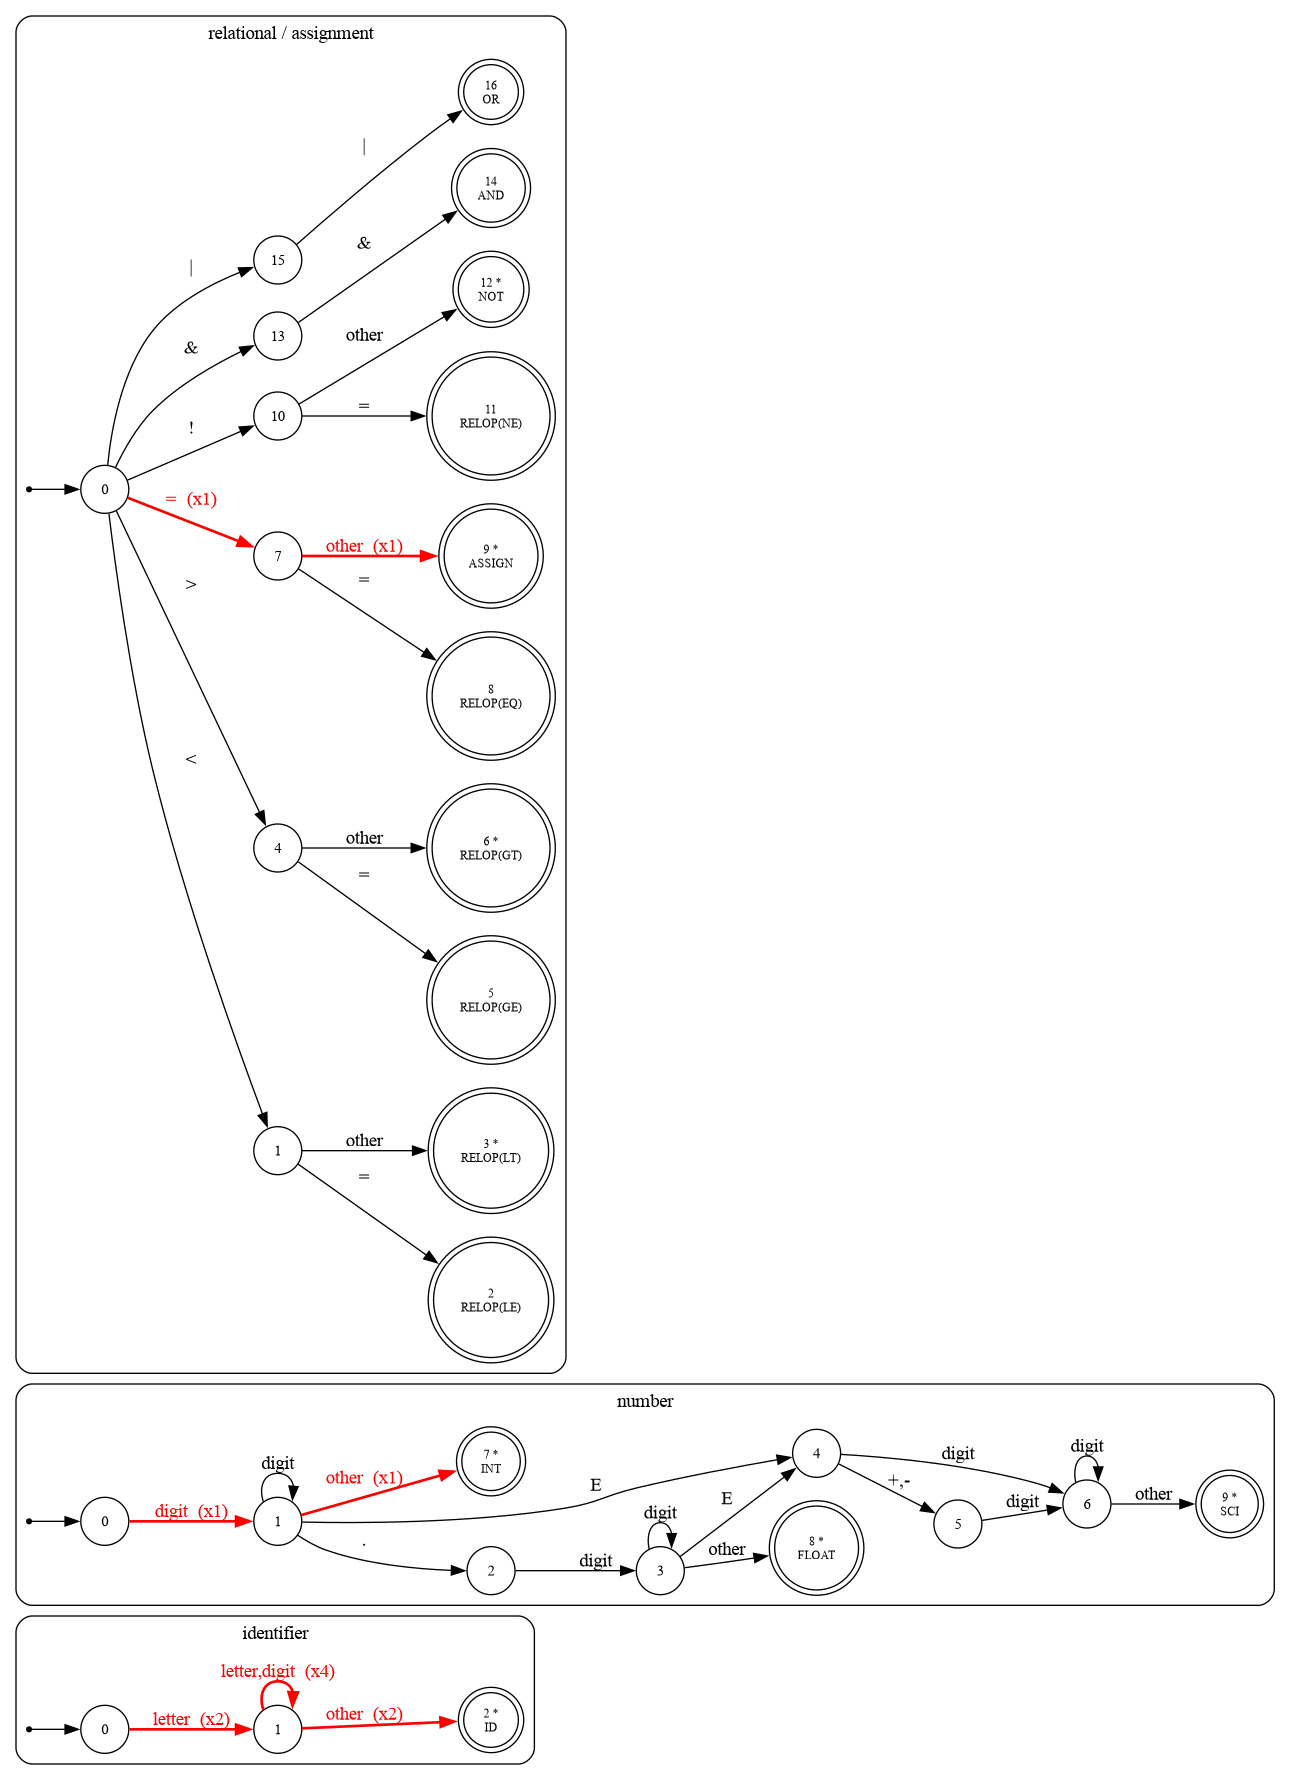 relational / assignment
16
OR
|
14
AND
&
15
|
12 *
NOT
other
13
&
11
RELOP(NE)
=
10
!
0
= (x1)
7
other (x1)
9 *
ASSIGN
=
>
8
RELOP(EQ)
<
4
other
6 *
RELOP(GT)
=
5
RELOP(GE)
1
other
3 *
RELOP(LT)
=
2
RELOP(LE)
number
digit
other (x1)
7 *
INT
E
4
digit
digit
+,-
0
digit (x1)
1
.
2
digit
3
digit
E
other
8 *
FLOAT
5
digit
6
other
9 *
SCI
identifier
letter,digit (x4)
0
letter (x2)
1
other (x2)
2 *
ID